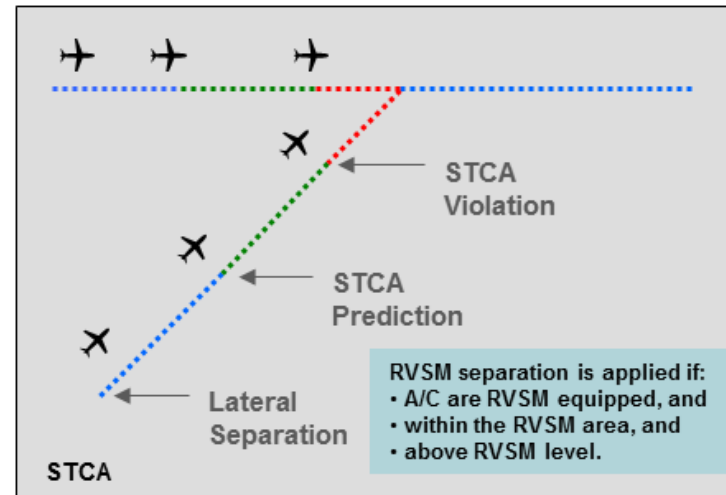 STCA
Violation
STCA
Prediction
Lateral
Separation
RVSM separation is applied if:
• A/C are RVSM equipped, and
• within the RVSM area, and
• above RVSM level.
STCA